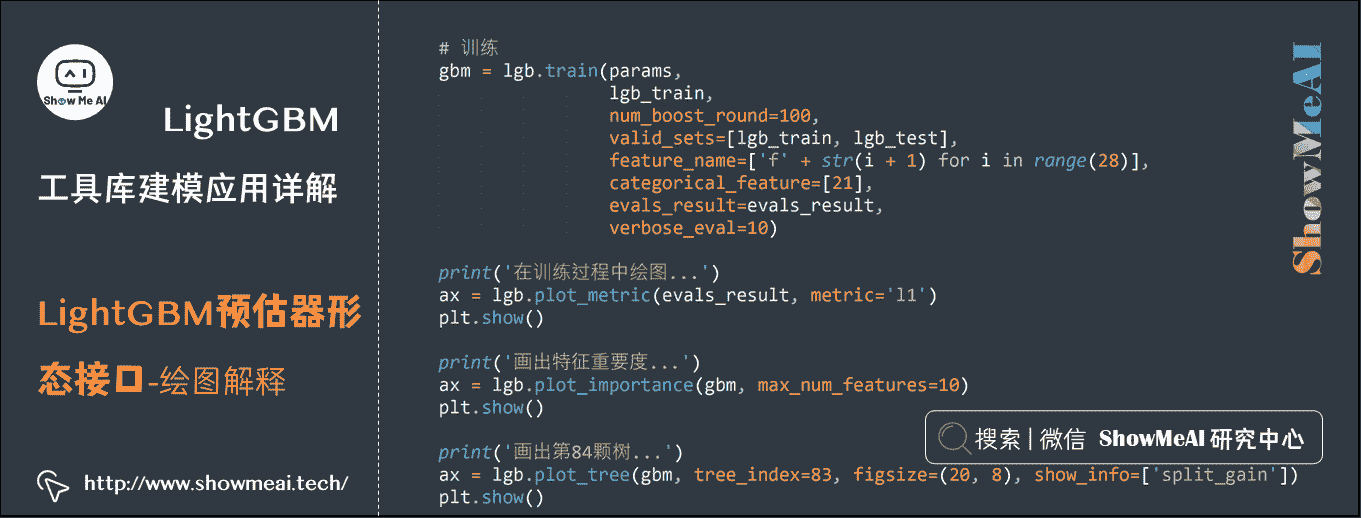 Show Me AI
LightGBM
工具库建模应用详解
LightGBM预估器形
态接口-绘图解释
http://www.showmeai.tech/
# 训练
gbm = lgb.train(params,
lgb_train,
num_boost_round=100,
valid_sets=[lgb_train, lgb_test],
feature_name=['f' + str(i + 1) for i in range(28)],
categorical_feature=[21],
evals_result=evals_result,
verbose_eval=10)
print('在训练过程中绘图...')
ax = lgb.plot_metric(evals_result, metric='l1')
plt.show()
print('画出特征重要度...')
ax = lgb.plot_importance(gbm, max_num_features=10)
plt.show()
print('画出第84颗树...')
ax = lgb.plot_tree(gbm, tree_index=83, figsize=(20, 8), show_info=['split_gain'])
plt.show()
搜索 | 微信 ShowMeAI 研究中心
ShowMeAI